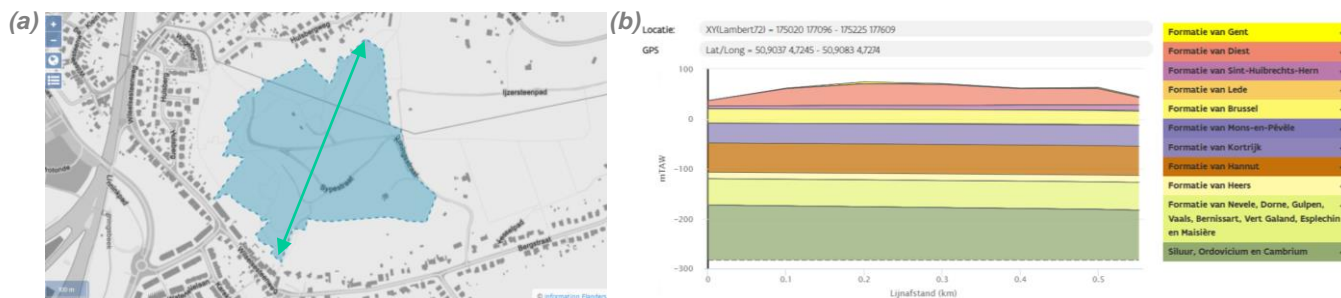 (a)
+
−
Hulsbergweg
Hulsberg
Wilselsesteenweg
Ijzersteenpad
Sypestraat
Bergstraat
© Information Flanders
(b)
Locatie: XY(Lambert72) = 175020 177096 - 175225 177609
GPS Lat/Long = 50,9037 4,7245 - 50,9083 4,7274
100
0
−100
−200
−300
mTAW
0 0.1 0.2 0.3 0.4 0.5
Lijnafstand (km)
Formatie van Gent
Formatie van Diest
Formatie van Sint-Huibrechts-Hern
Formatie van Lede
Formatie van Brussel
Formatie van Mons-en-Pévèle
Formatie van Kortrijk
Formatie van Hannut
Formatie van Heers
Formatie van Nevele, Dorne, Gulpen,
Vaals, Bernissart, Vert Galand, Esplechin
en Maisière
Siluur, Ordovicium en Cambrium